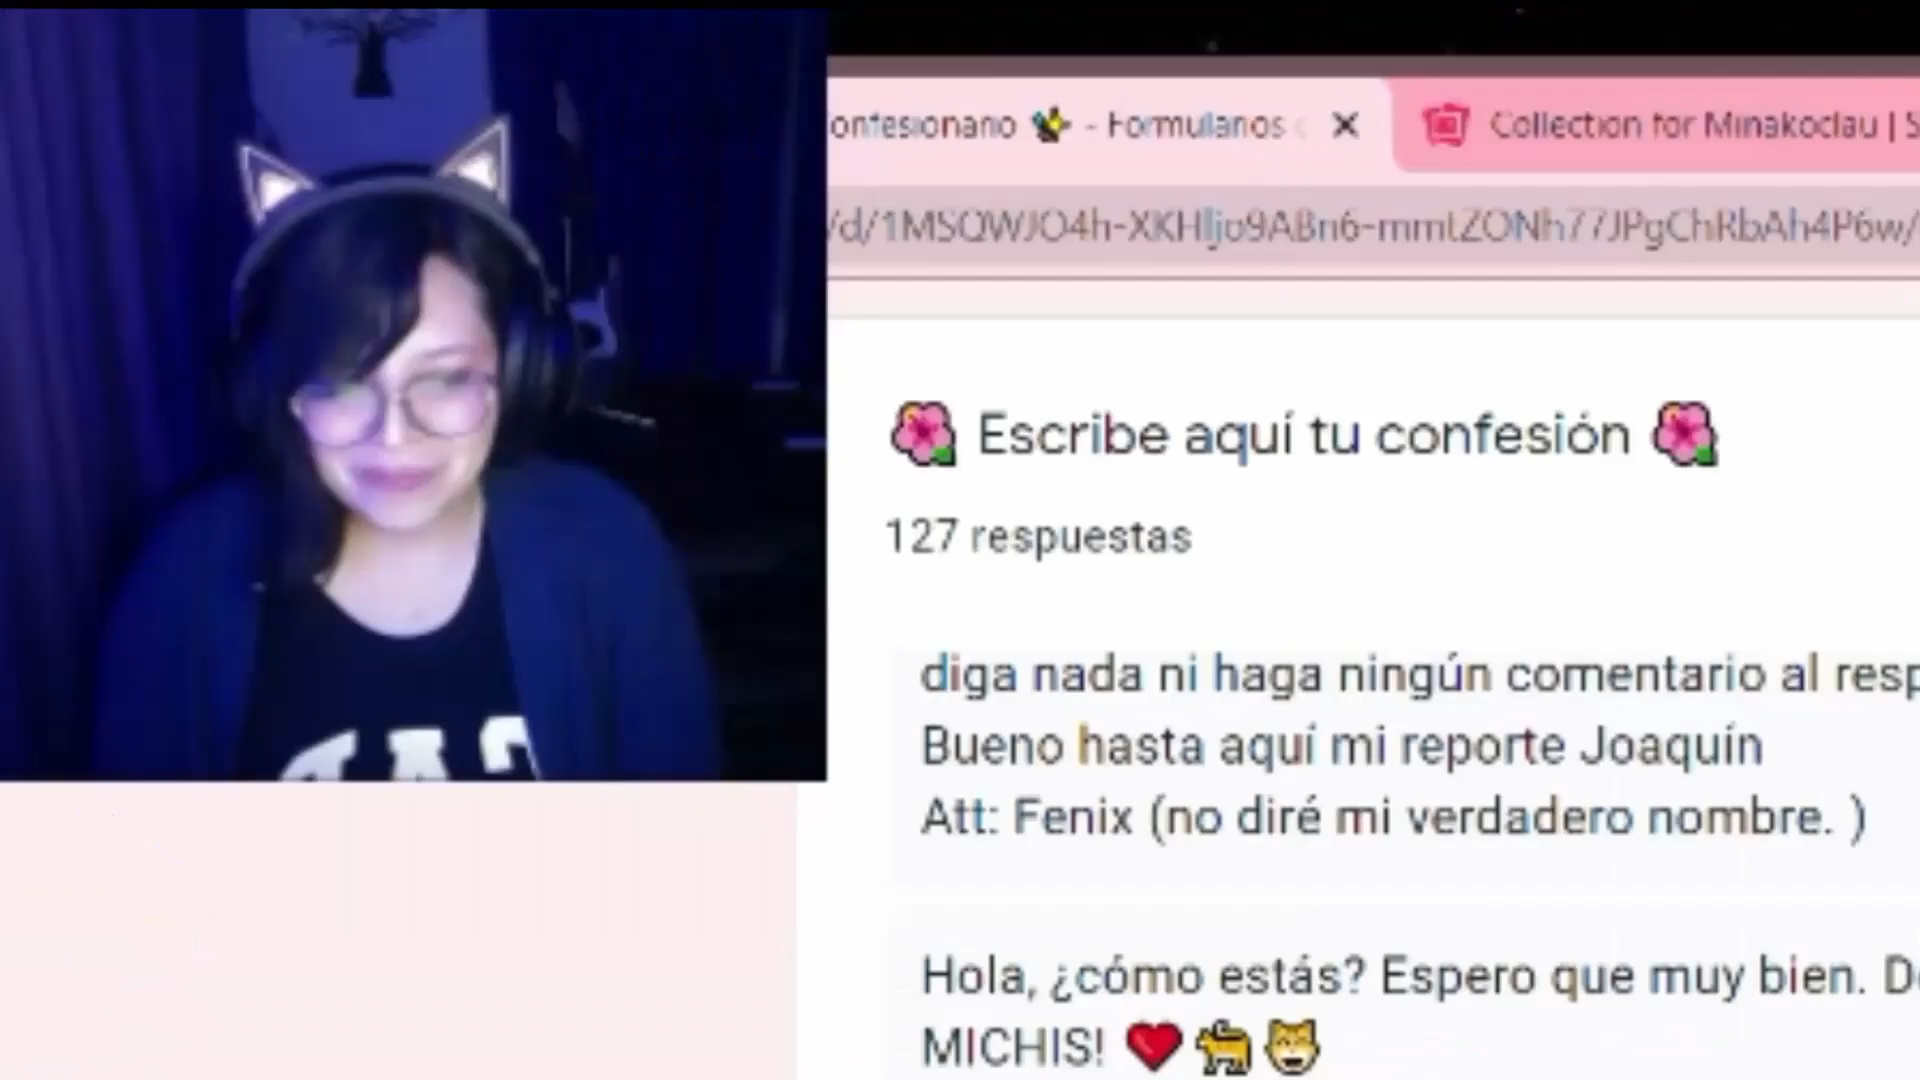 onfesionario - Formularios
Collection for Minakoclau | S
/d/1MSQWJO4h-XKHljo9ABn6-mmtZONh77JPgChRbAh4P6w/
Escribe aquí tu confesión
127 respuestas
diga nada ni haga ningún comentario al resp
Bueno hasta aquí mi reporte Joaquín
Att: Fenix (no diré mi verdadero nombre. )
Hola, ¿cómo estás? Espero que muy bien. D
MICHIS!